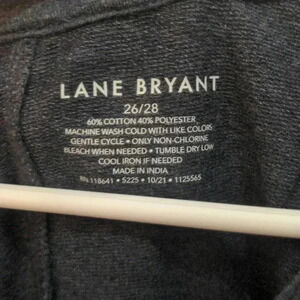 LANE BRYANT
26/28
60% COTTON 40% POLYESTER
MACHINE WASH COLD WITH LIKE COLORS
GENTLE CYCLE • ONLY NON-CHLORINE
BLEACH WHEN NEEDED • TUMBLE DRY LOW
COOL IRON IF NEEDED
MADE IN INDIA
RN 118641 • 5225 • 10/21 • 1125565